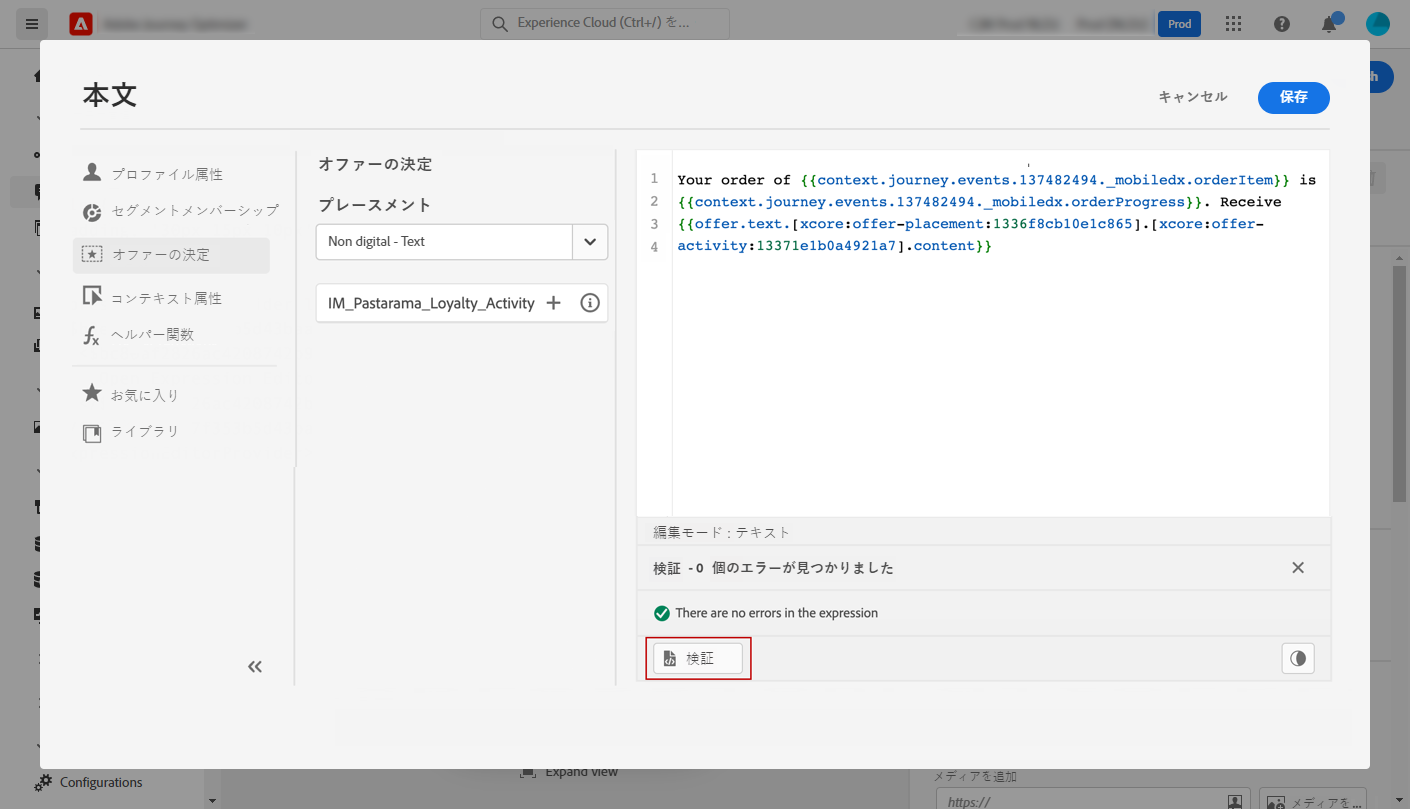 Experience Cloud (Ctrl+/) を...
Prod
h
本文
キャンセル
保存
プロファイル属性
セグメントメンバーシップ
オファーの決定
コンテキスト属性
ヘルパー関数
お気に入り
ライブラリ
オファーの決定
プレースメント
Non digital - Text
IM_Pastarama_Loyalty_Activity
1
2
3
4
Your order of {{context.journey.events.137482494._mobiledx.orderItem}} is
{{context.journey.events.137482494._mobiledx.orderProgress}}. Receive
{{offer.text.[xcore:offer-placement:1336f8cb10e1c865].[xcore:offer-
activity:13371e1b0a4921a7].content}}
編集モード : テキスト
検証 - 0 個のエラーが見つかりました
There are no errors in the expression
検証
Configurations
Expand view
メディアを追加
https://
メディアを...